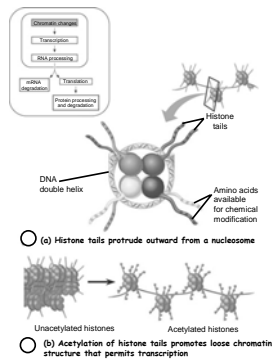 Chromatin changes
Transcription
RNA processing
mRNA
degradation
Translation
Protein processing
and degradation
Histone
tails
DNA
double helix
Amino acids
available
for chemical
modification
(a) Histone tails protrude outward from a nucleosome
Unacetylated histones
Acetylated histones
(b) Acetylation of histone tails promotes loose chromatin
structure that permits transcription